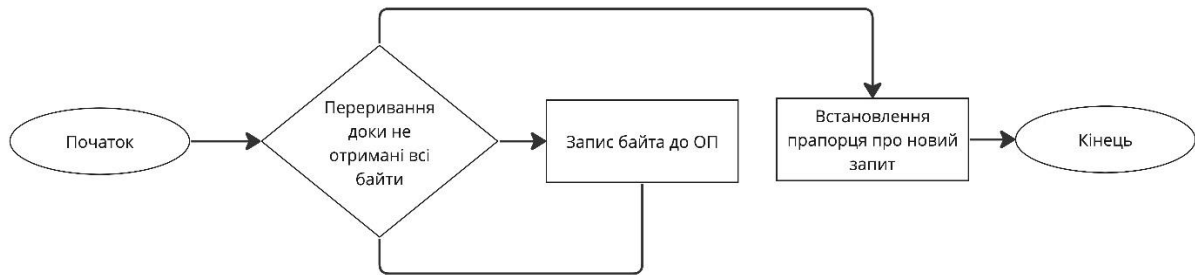 Початок
Переривання
доки не
отримані всі
байти
Запис байта до ОП
Встановлення
прапорця про новий
запит
Кінець